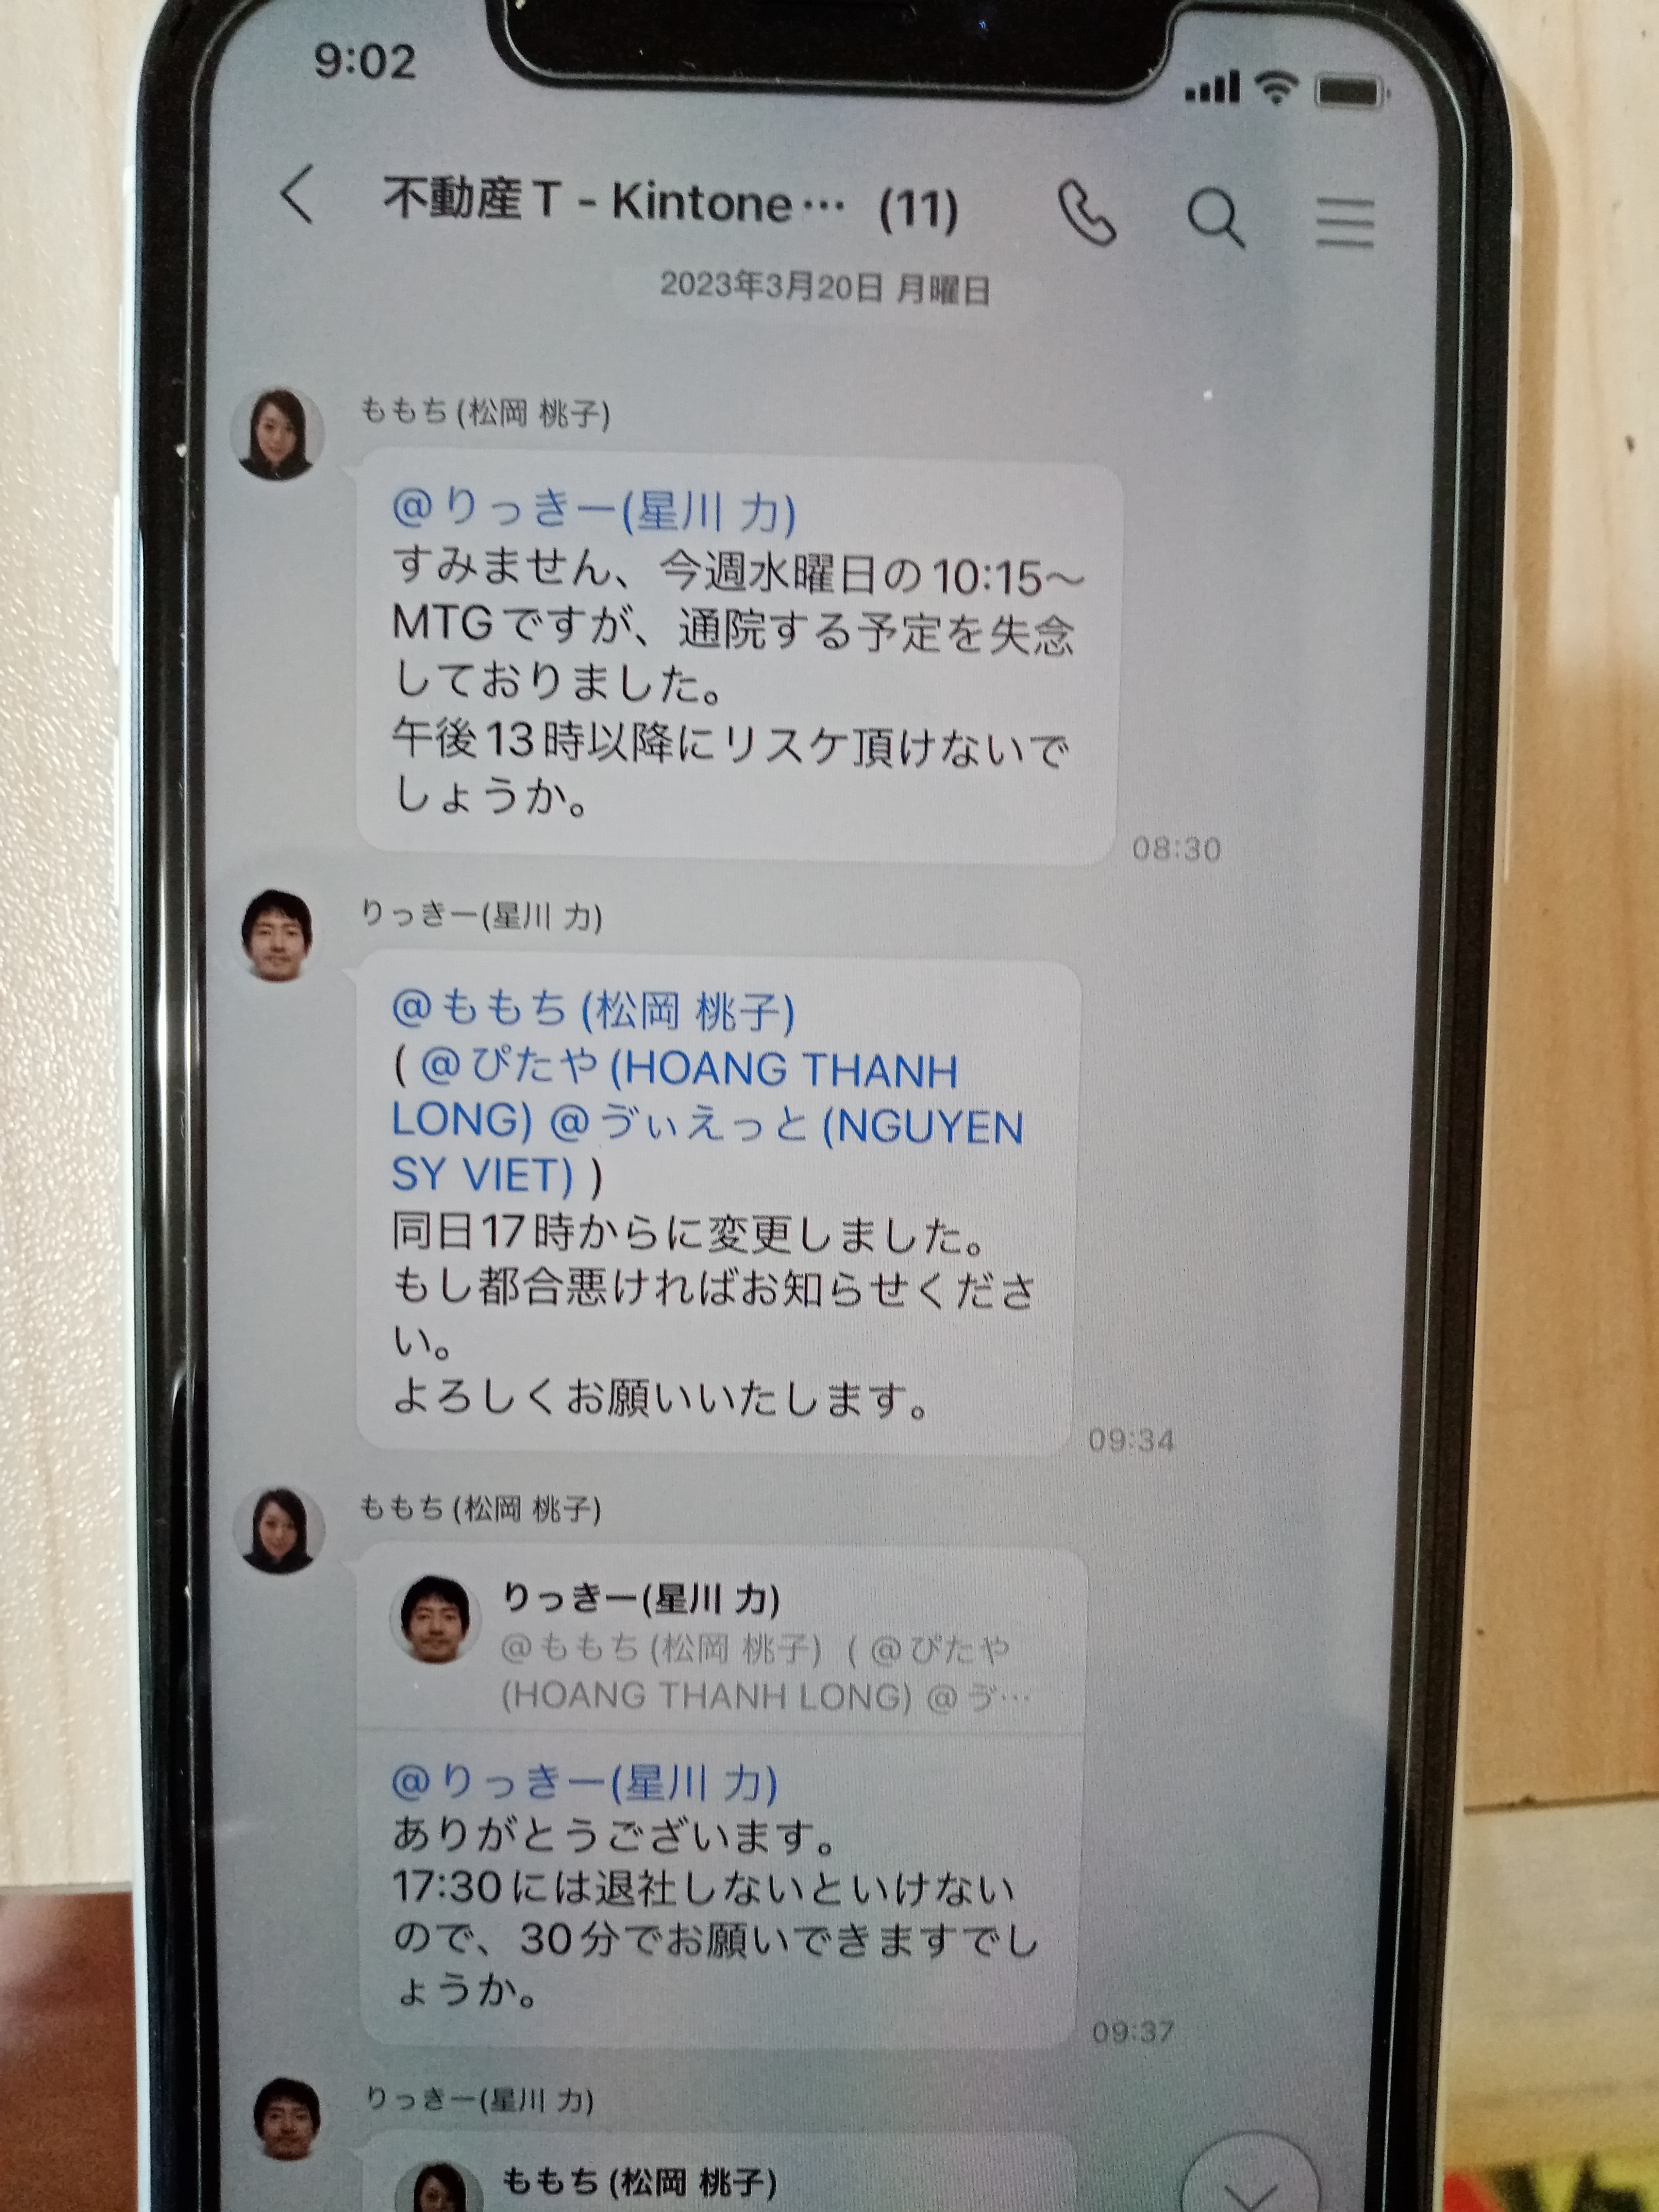 9:02
不動産T - Kintone… (11)
2023年3月20日 月曜日
ももち(松岡 桃子)
@りっきー(星川 力)
すみません、今週水曜日の10:15〜
MTGですが、通院する予定を失念
しておりました。
午後13時以降にリスケ頂けないで
しょうか。
08:30
りっきー(星川 力)
@ももち(松岡 桃子)
( @ぴたや(HOANG THANH
LONG) @ゔぃえっと(NGUYEN
SY VIET) )
同日17時からに変更しました。
もし都合悪ければお知らせくださ
い。
よろしくお願いいたします。
09:34
ももち(松岡 桃子)
りっきー(星川 力)
@ももち(松岡 桃子) ( @ぴたや
(HOANG THANH LONG) @ゔ…
@りっきー(星川 力)
ありがとうございます。
17:30には退社しないといけない
ので、30分でお願いできますでし
ょうか。
09:37
りっきー(星川 力)
ももち(松岡 桃子)